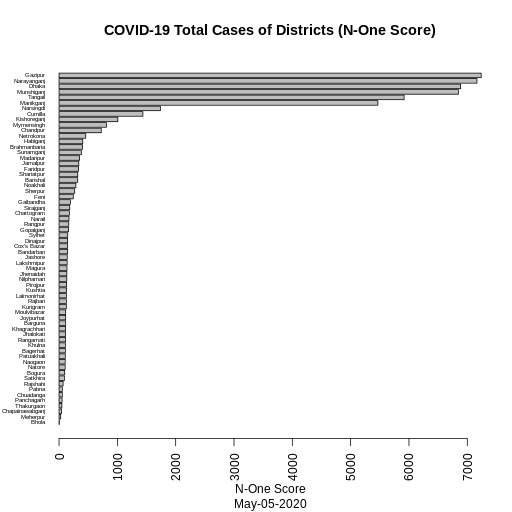 COVID-19 Total Cases of Districts (N-One Score)
Gazipur
Narayanganj
Dhaka
Munshiganj
Tangail
Manikganj
Narsingdi
Cumilla
Kishoreganj
Mymensingh
Chandpur
Netrokona
Habiganj
Brahmanbaria
Sunamganj
Madaripur
Jamalpur
Faridpur
Shariatpur
Barishal
Noakhali
Sherpur
Feni
Gaibandha
Sirajganj
Chattogram
Narail
Rangpur
Gopalganj
Sylhet
Dinajpur
Cox's Bazar
Bandarban
Jashore
Lakshmipur
Magura
Jhenaidah
Nilphamari
Pirojpur
Kushtia
Lalmonirhat
Rajbari
Kurigram
Moulvibazar
Joypurhat
Barguna
Khagrachhari
Jhalokati
Rangamati
Khulna
Bagerhat
Patuakhali
Naogaon
Natore
Bogura
Satkhira
Rajshahi
Pabna
Chuadanga
Panchagarh
Thakurgaon
Chapainawabganj
Meherpur
Bhola
0 1000 2000 3000 4000 5000 6000 7000
N-One Score
May-05-2020